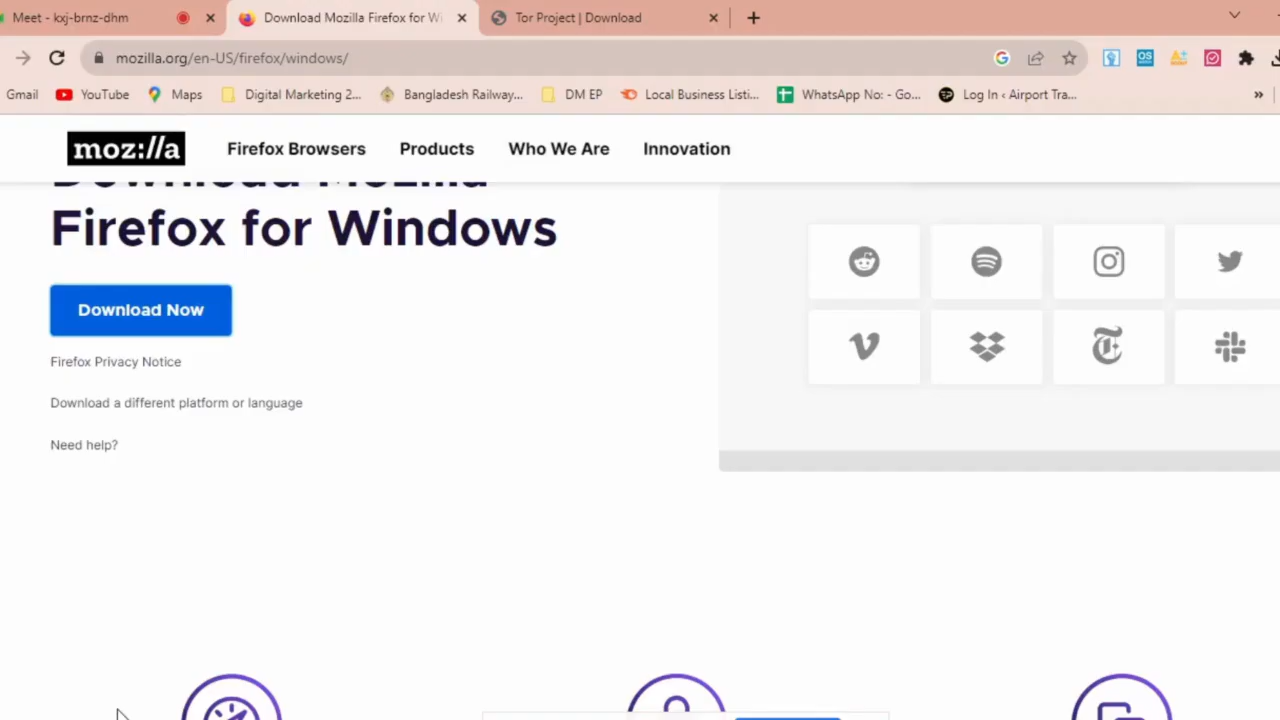 Meet - kxj-brnz-dhm
Download Mozilla Firefox for Wi
Tor Project | Download
mozilla.org/en-US/firefox/windows/
Gmail
YouTube
Maps
Digital Marketing 2...
Bangladesh Railway...
DM EP
Local Business Listi...
WhatsApp No: - Go...
Log In ‹ Airport Tra...
»
moz://a
Firefox Browsers
Products
Who We Are
Innovation
Download Mozilla
Firefox for Windows
Download Now
Firefox Privacy Notice
Download a different platform or language
Need help?